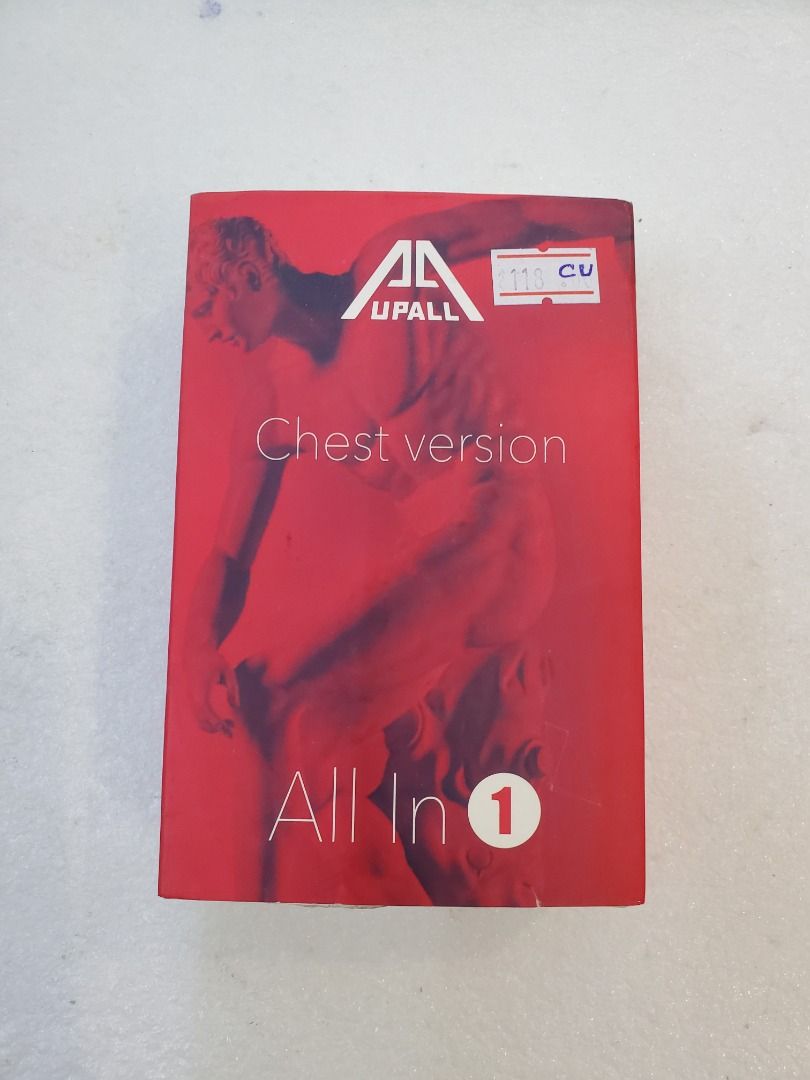 UPALL
118
CU
Chest version
All In 1